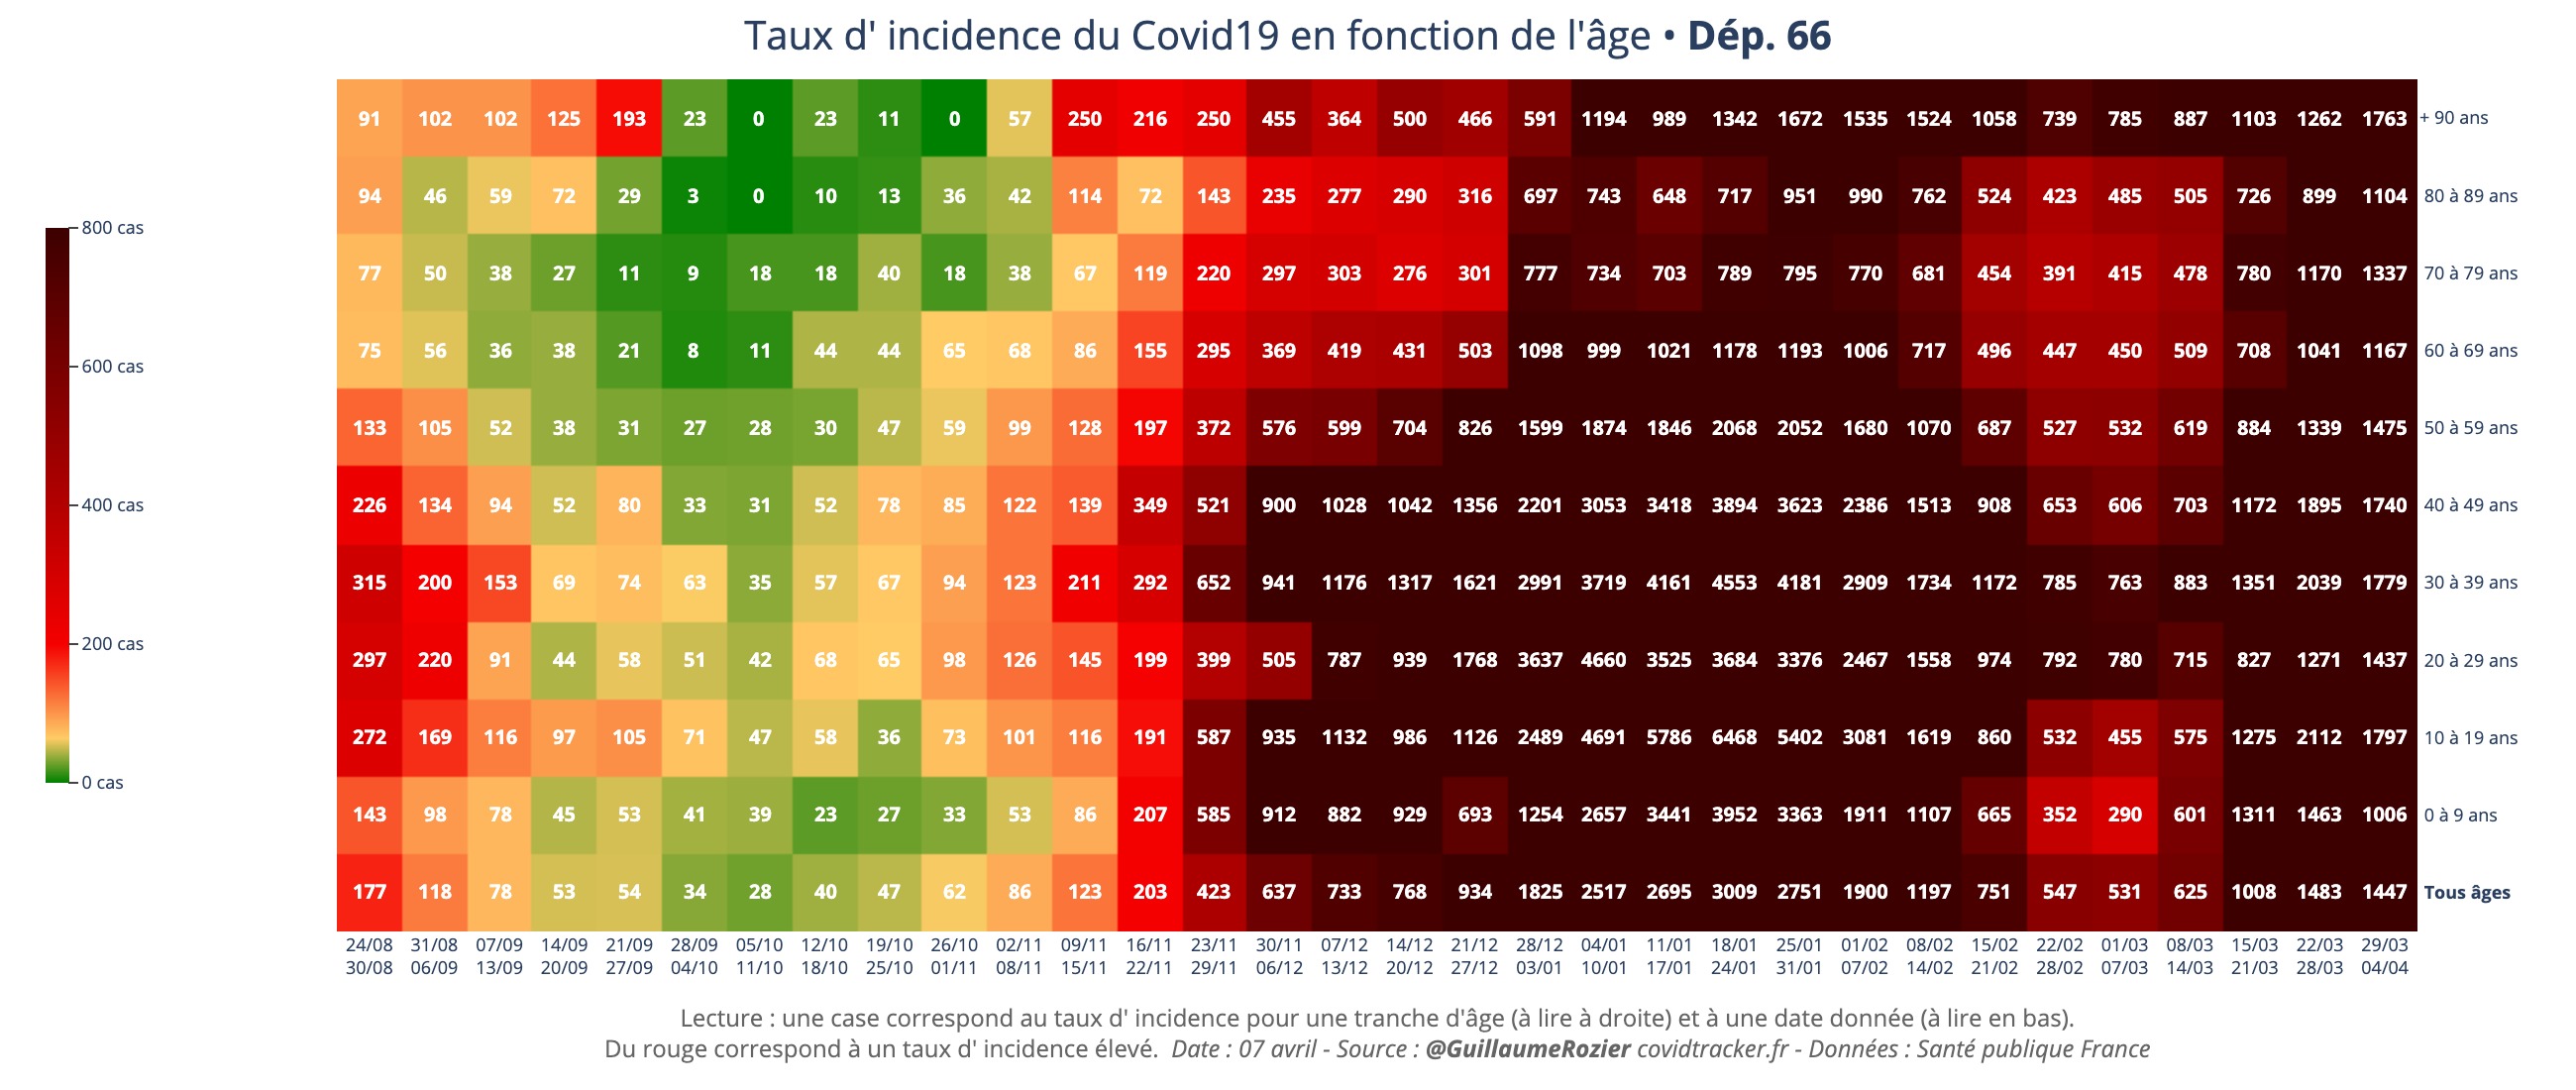 Taux d' incidence du Covid19 en fonction de l'âge • Dép. 66
800 cas
600 cas
400 cas
200 cas
0 cas
91 102 102 125 193 23 0 23 11 0 57 250 216 250 455 364 500 466 591 1194 989 1342 1672 1535 1524 1058 739 785 887 1103 1262 1763 + 90 ans
94 46 59 72 29 3 0 10 13 36 42 114 72 143 235 277 290 316 697 743 648 717 951 990 762 524 423 485 505 726 899 1104 80 à 89 ans
77 50 38 27 11 9 18 18 40 18 38 67 119 220 297 303 276 301 777 734 703 789 795 770 681 454 391 415 478 780 1170 1337 70 à 79 ans
75 56 36 38 21 8 11 44 44 65 68 86 155 295 369 419 431 503 1098 999 1021 1178 1193 1006 717 496 447 450 509 708 1041 1167 60 à 69 ans
133 105 52 38 31 27 28 30 47 59 99 128 197 372 576 599 704 826 1599 1874 1846 2068 2052 1680 1070 687 527 532 619 884 1339 1475 50 à 59 ans
226 134 94 52 80 33 31 52 78 85 122 139 349 521 900 1028 1042 1356 2201 3053 3418 3894 3623 2386 1513 908 653 606 703 1172 1895 1740 40 à 49 ans
315 200 153 69 74 63 35 57 67 94 123 211 292 652 941 1176 1317 1621 2991 3719 4161 4553 4181 2909 1734 1172 785 763 883 1351 2039 1779 30 à 39 ans
297 220 91 44 58 51 42 68 65 98 126 145 199 399 505 787 939 1768 3637 4660 3525 3684 3376 2467 1558 974 792 780 715 827 1271 1437 20 à 29 ans
272 169 116 97 105 71 47 58 36 73 101 116 191 587 935 1132 986 1126 2489 4691 5786 6468 5402 3081 1619 860 532 455 575 1275 2112 1797 10 à 19 ans
143 98 78 45 53 41 39 23 27 33 53 86 207 585 912 882 929 693 1254 2657 3441 3952 3363 1911 1107 665 352 290 601 1311 1463 1006 0 à 9 ans
177 118 78 53 54 34 28 40 47 62 86 123 203 423 637 733 768 934 1825 2517 2695 3009 2751 1900 1197 751 547 531 625 1008 1483 1447 Tous âges
24/08 31/08 07/09 14/09 21/09 28/09 05/10 12/10 19/10 26/10 02/11 09/11 16/11 23/11 30/11 07/12 14/12 21/12 28/12 04/01 11/01 18/01 25/01 01/02 08/02 15/02 22/02 01/03 08/03 15/03 22/03 29/03
30/08 06/09 13/09 20/09 27/09 04/10 11/10 18/10 25/10 01/11 08/11 15/11 22/11 29/11 06/12 13/12 20/12 27/12 03/01 10/01 17/01 24/01 31/01 07/02 14/02 21/02 28/02 07/03 14/03 21/03 28/03 04/04
Lecture : une case correspond au taux d' incidence pour une tranche d'âge (à lire à droite) et à une date donnée (à lire en bas).
Du rouge correspond à un taux d' incidence élevé. Date : 07 avril - Source : @GuillaumeRozier covidtracker.fr - Données : Santé publique France